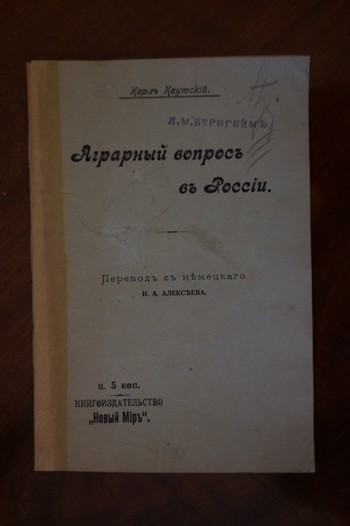 Карлъ Каутскій.
Л. М. БЕРНГЕЙМЪ
Аграрный вопросъ
въ Россіи.
Переводъ съ нѣмецкаго
Н. А. АЛЕКСѢЕВА.
ц. 5 коп.
КНИГОИЗДАТЕЛЬСТВО
„Новый Міръ“.